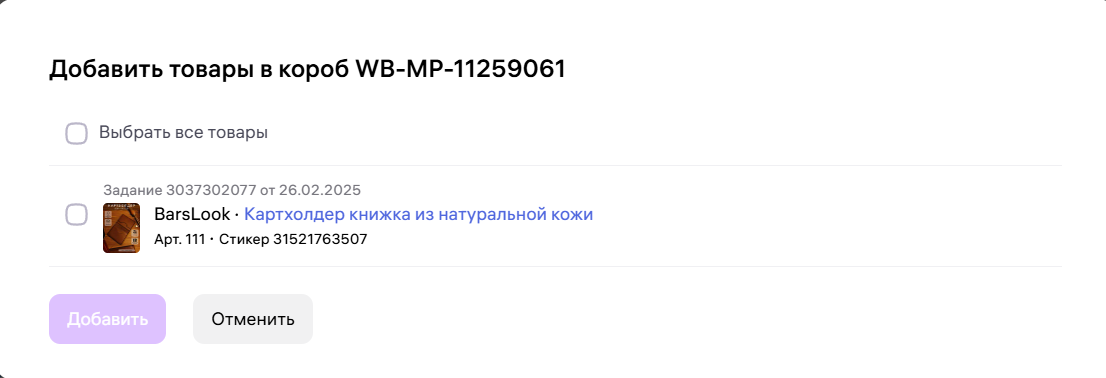 Добавить товары в короб WB-MP-11259061
Выбрать все товары
Задание 3037302077 от 26.02.2025
BarsLook · Картхолдер книжка из натуральной кожи
Арт. 111 · Стикер 31521763507
Добавить
Отменить